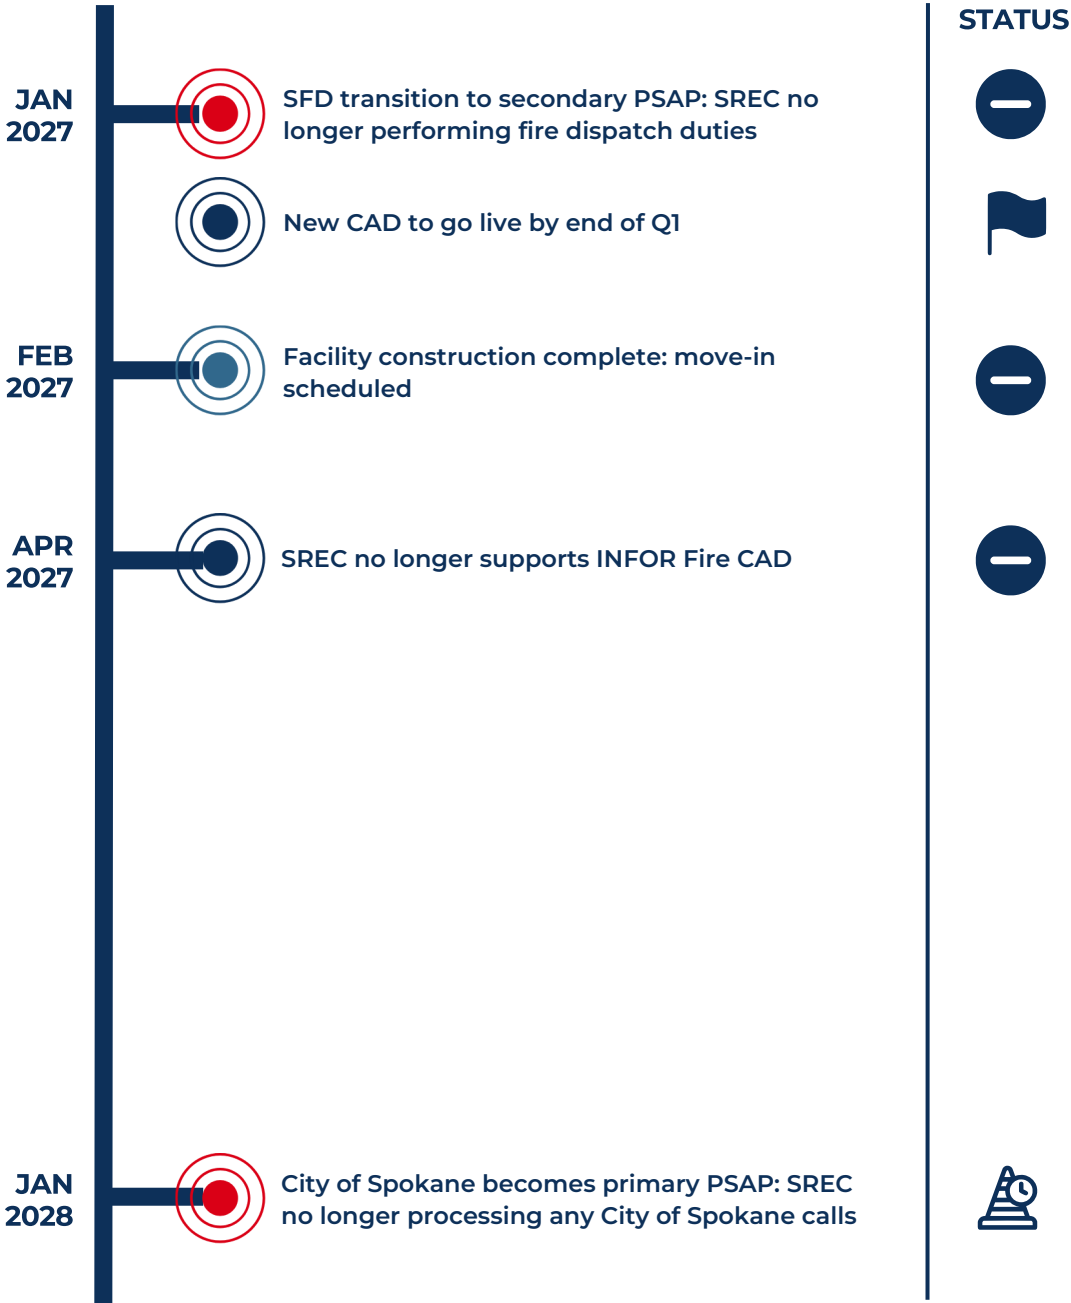 STATUS
JAN
2027
SFD transition to secondary PSAP: SREC no
longer performing fire dispatch duties
New CAD to go live by end of Q1
FEB
2027
Facility construction complete: move-in
scheduled
APR
2027
SREC no longer supports INFOR Fire CAD
JAN
2028
City of Spokane becomes primary PSAP: SREC
no longer processing any City of Spokane calls